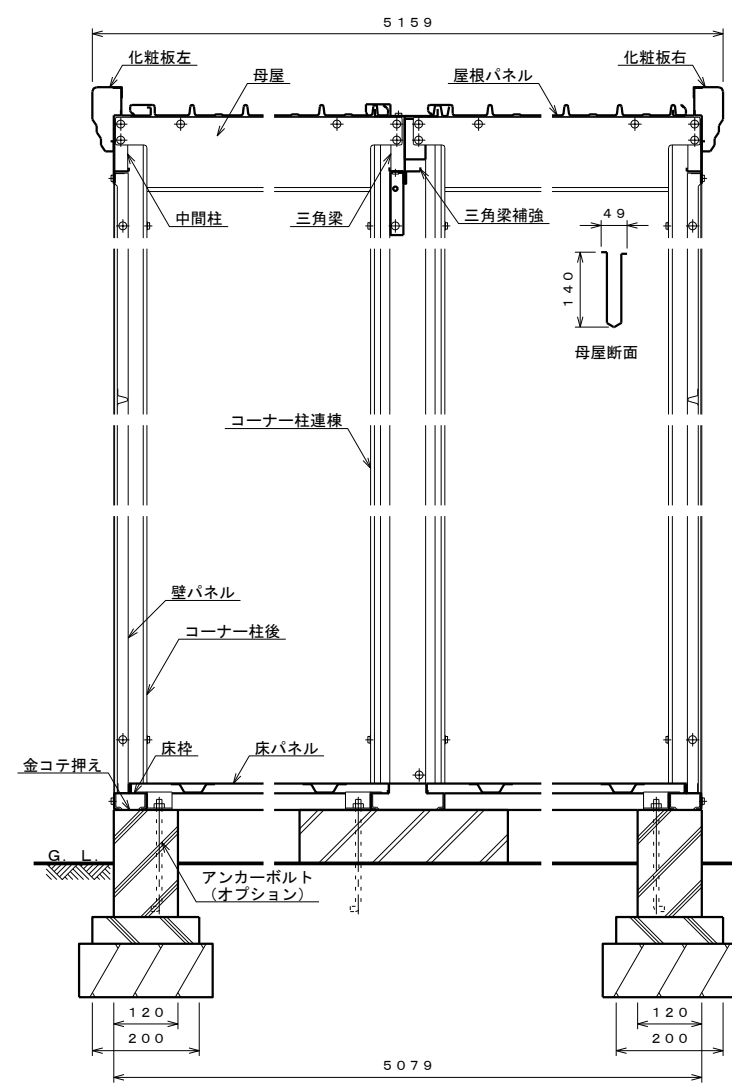 5159
化粧板左
母屋
屋根パネル
化粧板右
中間柱
三角梁
三角梁補強
49
140
母屋断面
コーナー柱連棟
壁パネル
コーナー柱後
金コテ押え
床枠
床パネル
G. L.
アンカーボルト
(オプション)
120
120
200
200
5079